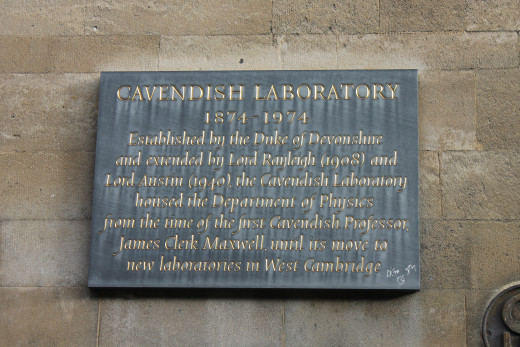 CAVENDISH LABORATORY
1874-1974
Established by the Duke of Devonshire
and extended by Lord Rayleigh (1908) and
Lord Austin (1940), the Cavendish Laboratory
housed the Department of Physics
from the time of the first Cavendish Professor,
James Clerk Maxwell, until its move to
new laboratories in West Cambridge